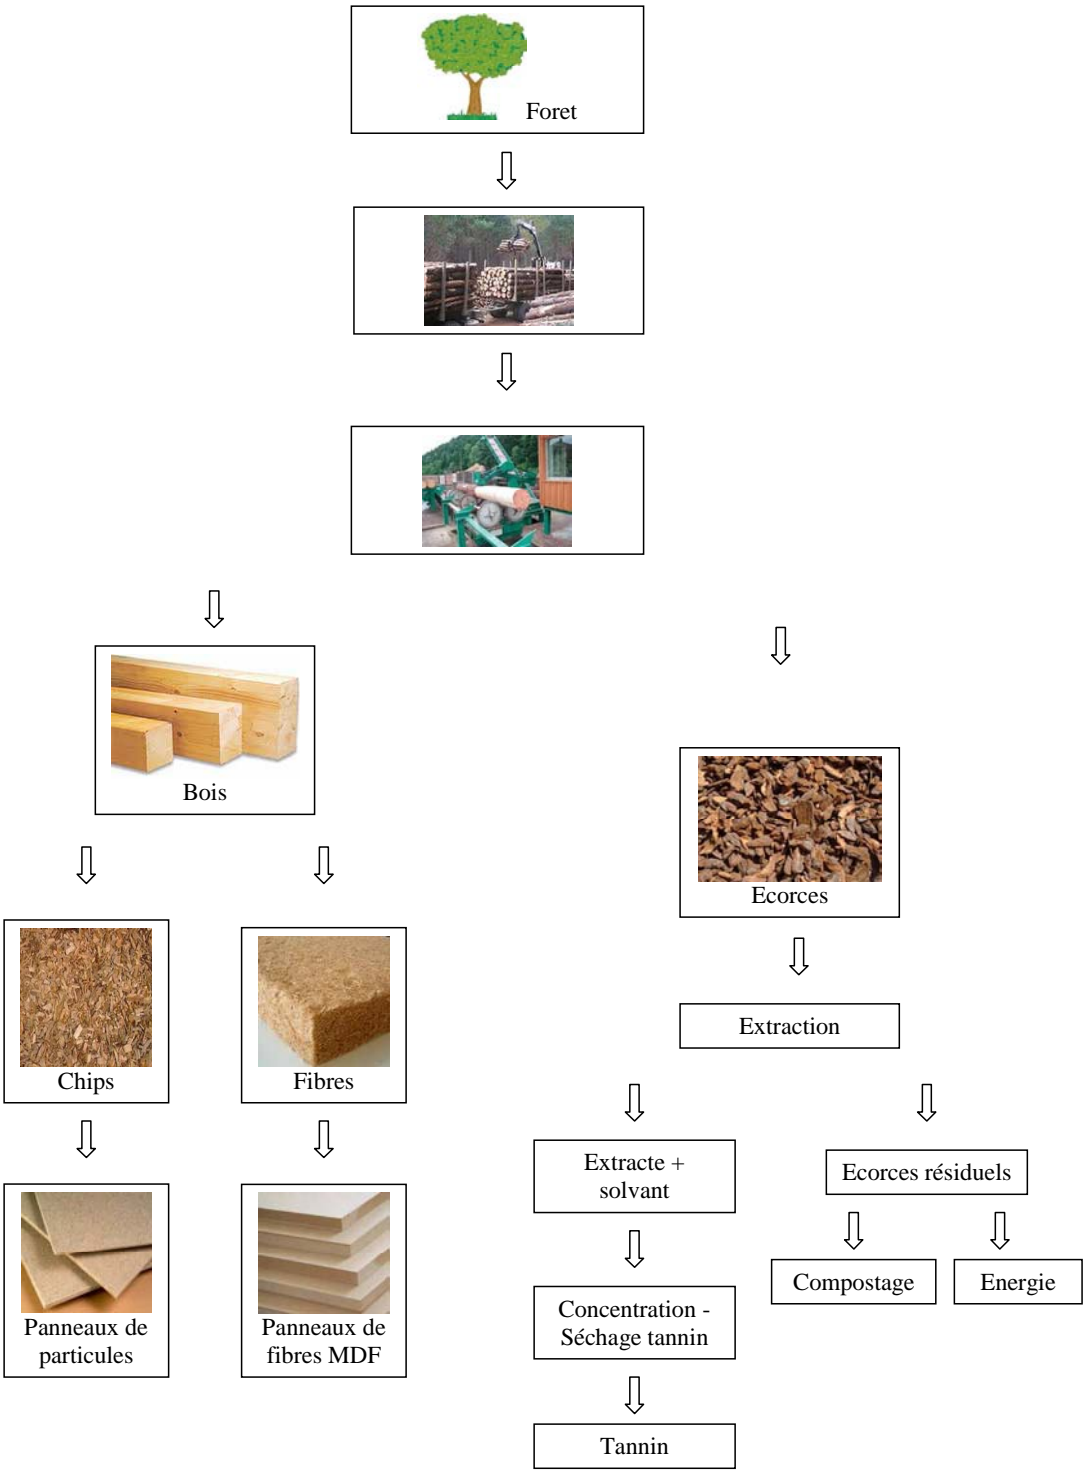 Foret
Bois
Ecorces
Chips
Fibres
Extraction
Extracte +
solvant
Ecorces résiduels
Panneaux de
particules
Panneaux de
fibres MDF
Concentration -
Séchage tannin
Compostage
Energie
Tannin